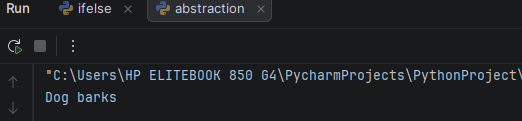 Run ifelse × abstraction ×
"C:\Users\HP ELITEBOOK 850 G4\PycharmProjects\PythonProject\
Dog barks